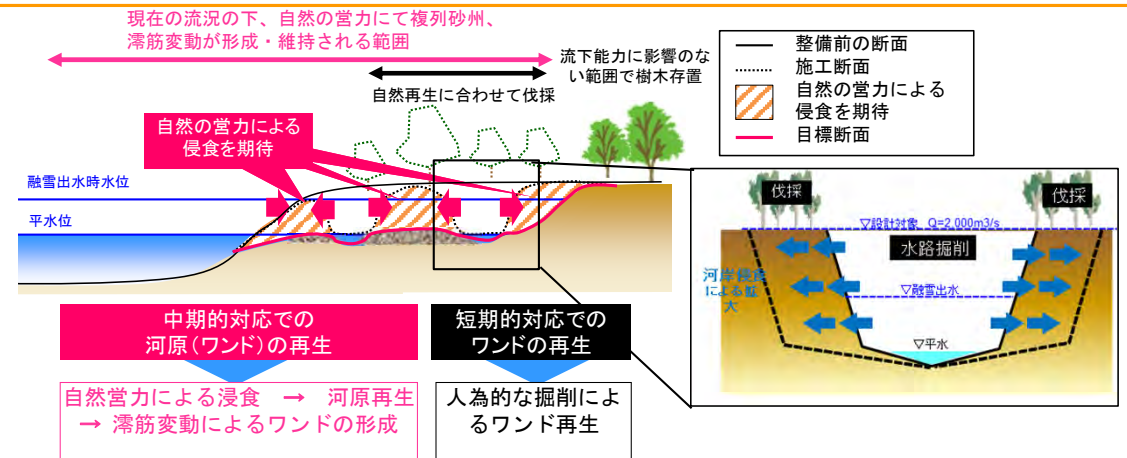 現在の流況の下、自然の営力にて複列砂州、
澪筋変動が形成・維持される範囲
流下能力に影響のな
い範囲で樹木存置
自然再生に合わせて伐採
自然の営力による
侵食を期待
融雪出水時水位
平水位
整備前の断面
施工断面
自然の営力による
侵食を期待
目標断面
伐採
伐採
▽設計対象 Q=2,000m3/s
水路掘削
河岸侵食
による拡
大
▽融雪出水
▽平水
中期的対応での
河原(ワンド)の再生
短期的対応での
ワンドの再生
自然営力による浸食 → 河原再生
→ 澪筋変動によるワンドの形成
人為的な掘削によ
るワンド再生